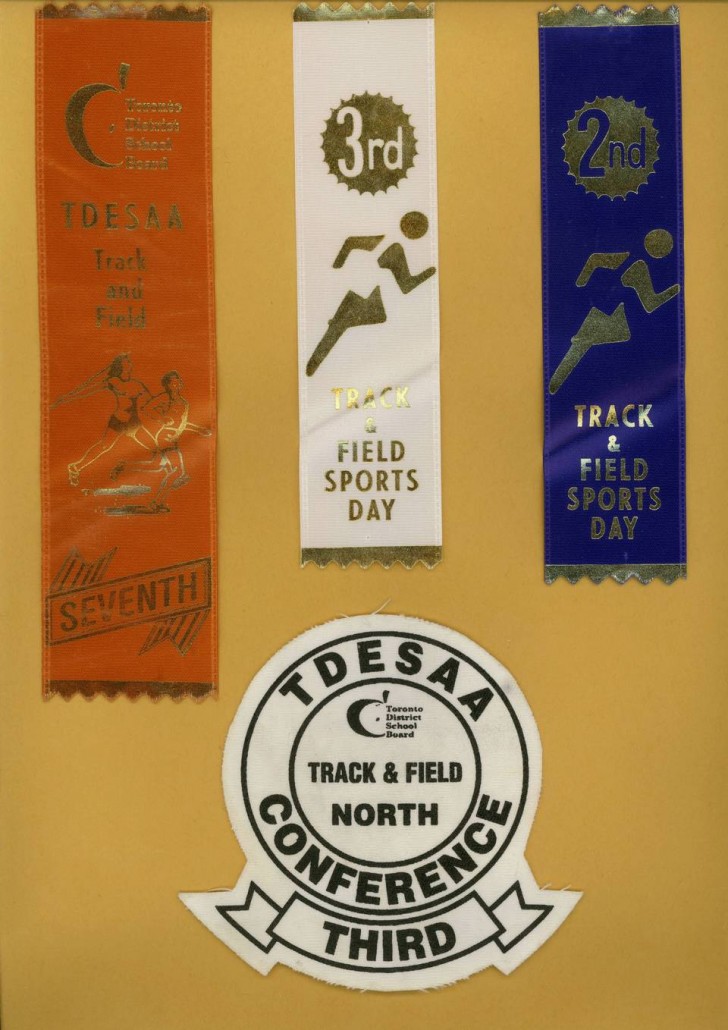 Toronto
District
School
Board
TDESAA
Track
and
Field
SEVENTH
3rd
TRACK
&
FIELD
SPORTS
DAY
2nd
TRACK
&
FIELD
SPORTS
DAY
TDESAA
Toronto
District
School
Board
TRACK & FIELD
NORTH
CONFERENCE
THIRD